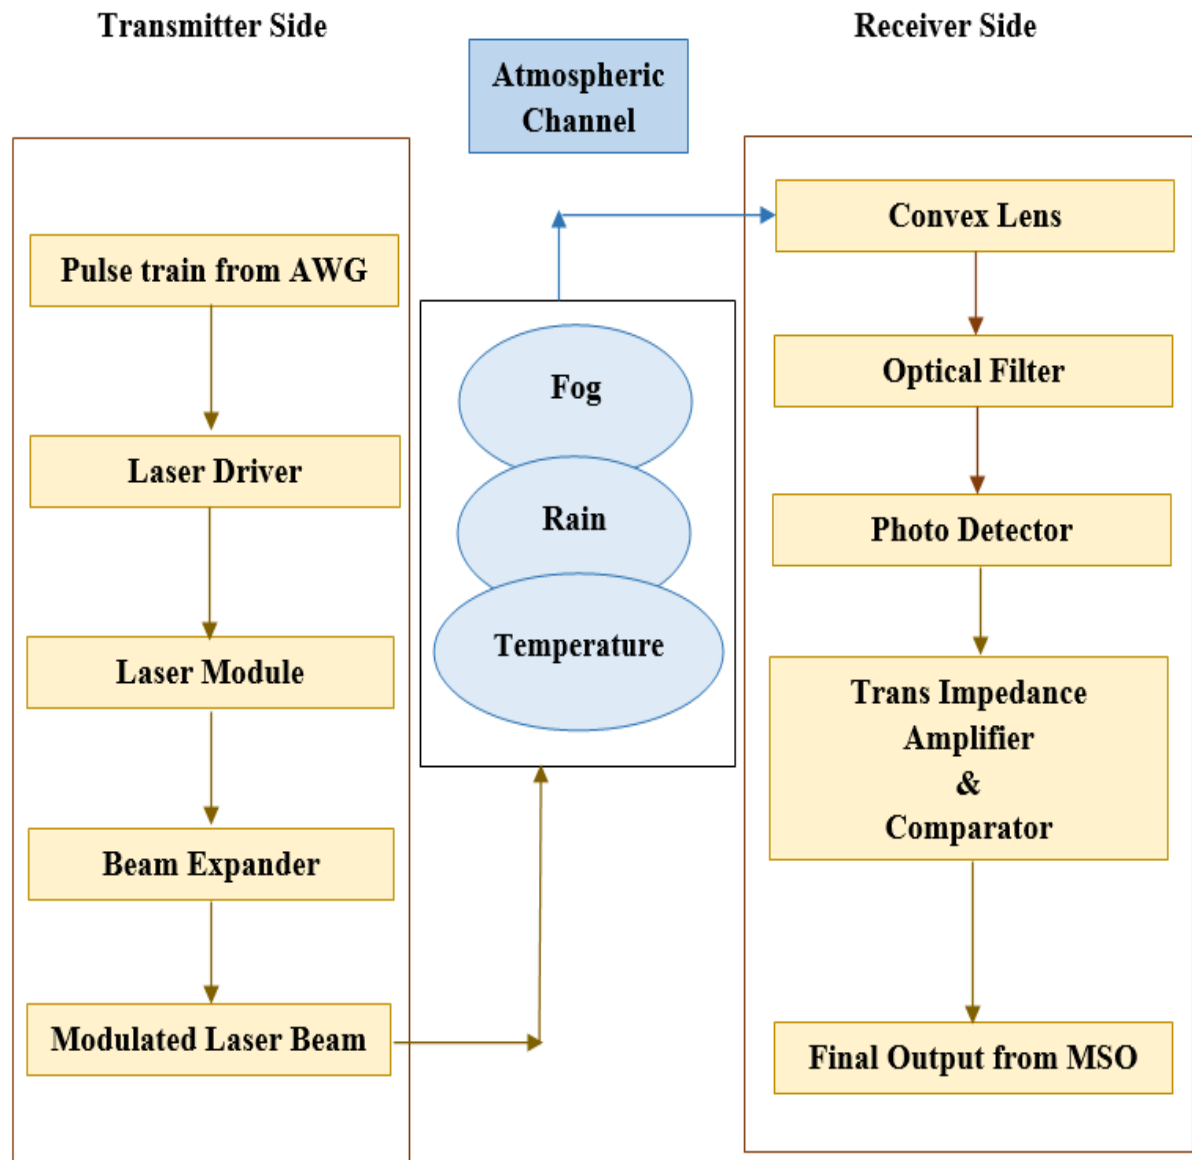 Transmitter Side
Pulse train from AWG
Laser Driver
Laser Module
Beam Expander
Modulated Laser Beam
Atmospheric
Channel
Fog
Rain
Temperature
Receiver Side
Convex Lens
Optical Filter
Photo Detector
Trans Impedance
Amplifier
&
Comparator
Final Output from MSO